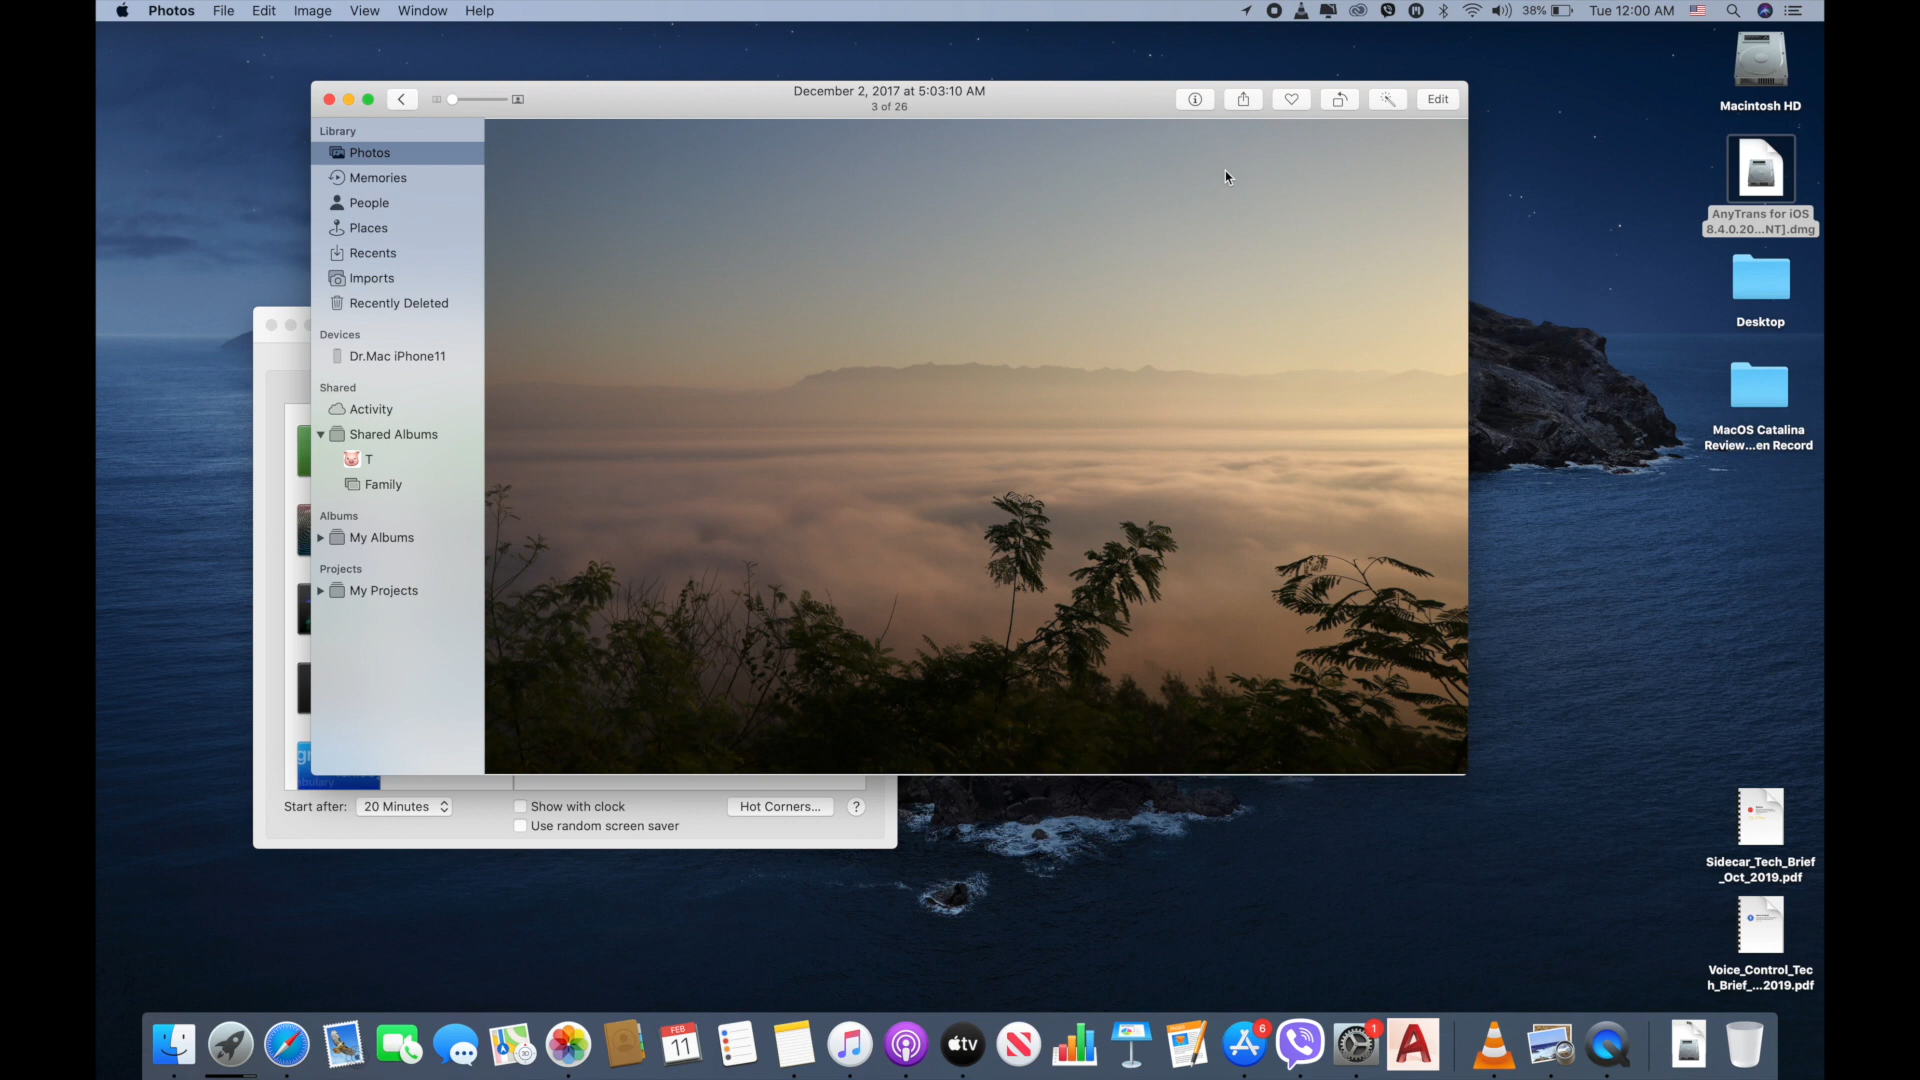 Photos File Edit Image View Window Help
38% Tue 12:00 AM
December 2, 2017 at 5:03:10 AM
3 of 26
Edit
Library
Photos
Memories
People
Places
Recents
Imports
Recently Deleted
Devices
Dr.Mac iPhone11
Shared
Activity
Shared Albums
T
Family
Albums
My Albums
Projects
My Projects
Start after: 20 Minutes
Show with clock
Use random screen saver
Hot Corners... ?
Macintosh HD
AnyTrans for iOS
8.4.0.20...NT].dmg
Desktop
MacOS Catalina
Review...en Record
Sidecar_Tech_Brief
_Oct_2019.pdf
Voice_Control_Tec
h_Brief_...2019.pdf
FEB
11
tv
6
1